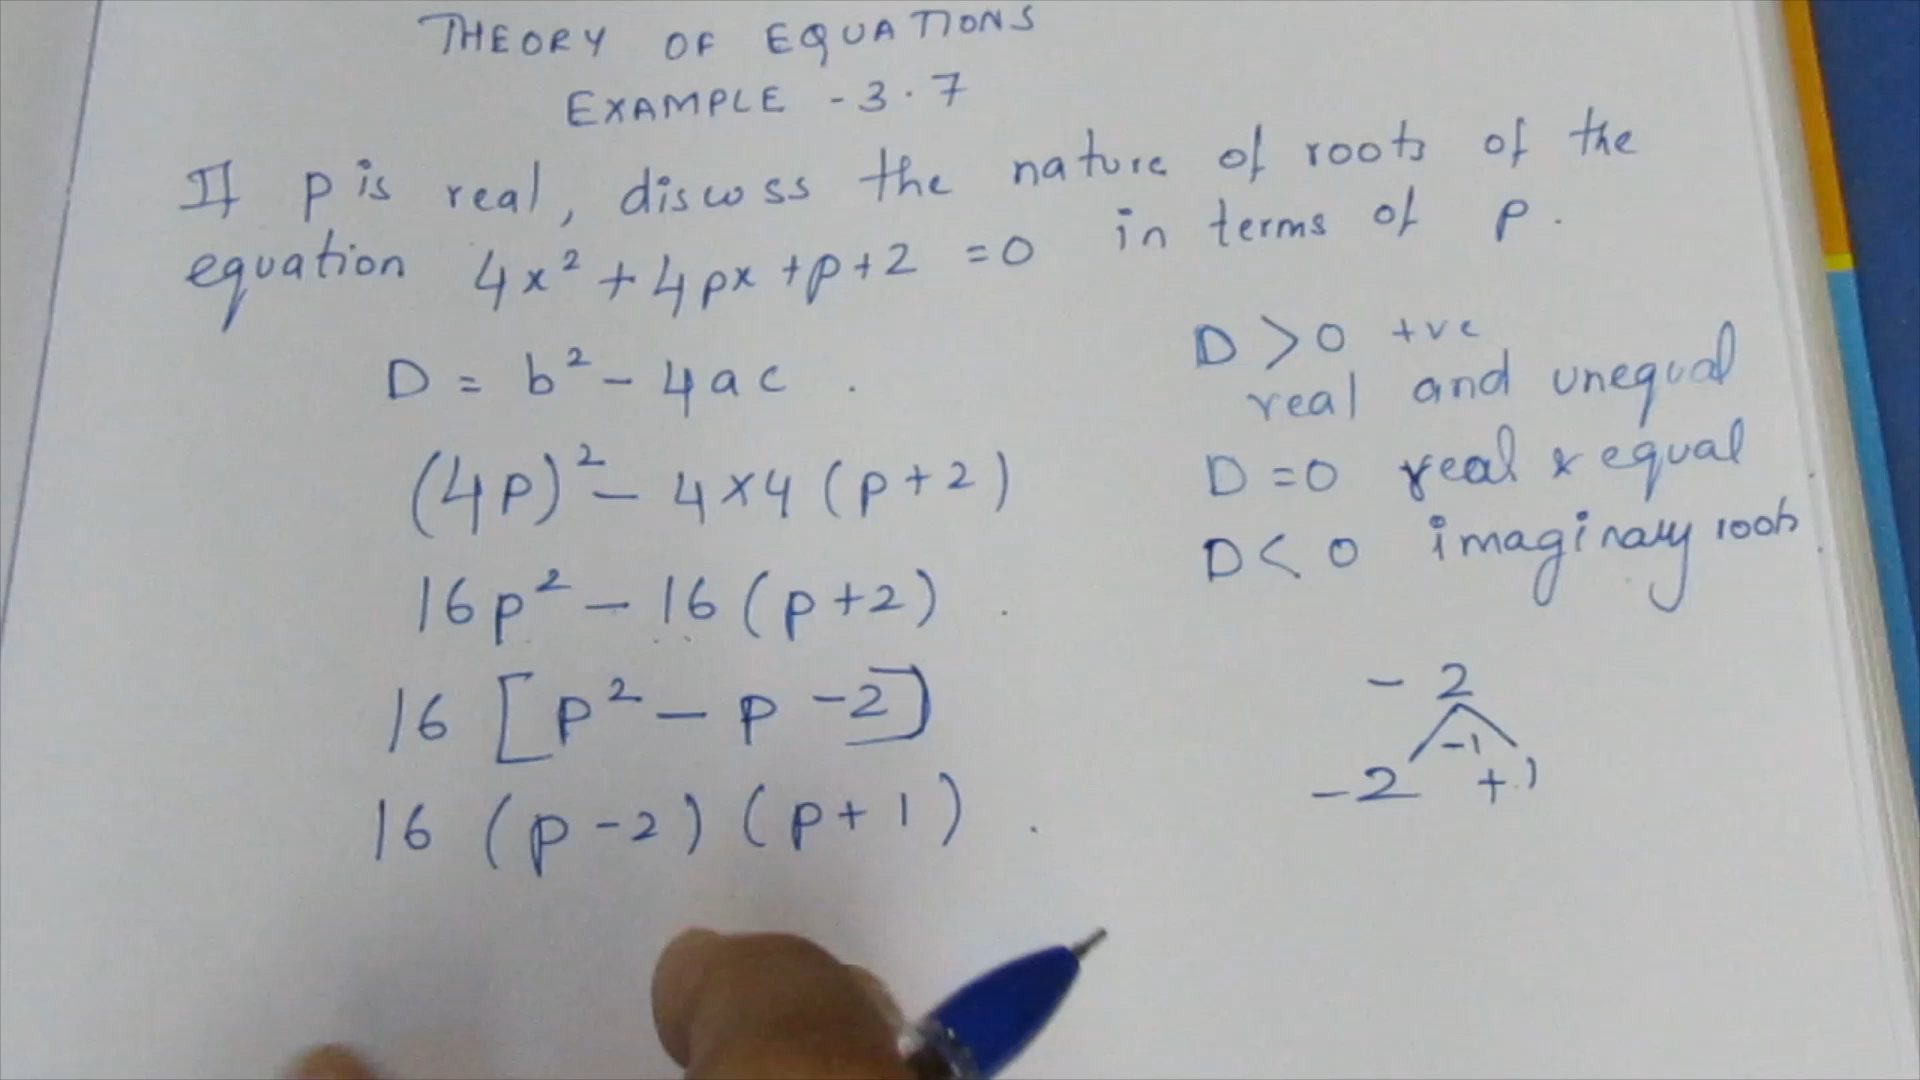 THEORY OF EQUATIONS
EXAMPLE - 3.7
If p is real, discuss the nature of roots of the
equation 4x² + 4px + p + 2 = 0 in terms of p.
D = b² - 4ac
(4p)² - 4×4 (p+2)
16p² - 16 (p+2)
16 [p² - p - 2]
16 (p-2) (p+1)
D > 0 +ve
real and unequal
D = 0 real & equal
D < 0 imaginary roots
- 2
-1
-2 +1